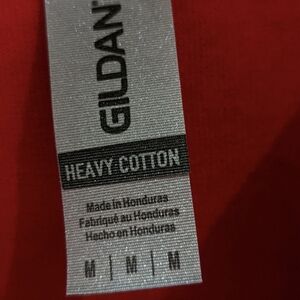 GILDAN
HEAVY COTTON
Made in Honduras
Fabriqué au Honduras
Hecho en Honduras
M | M | M